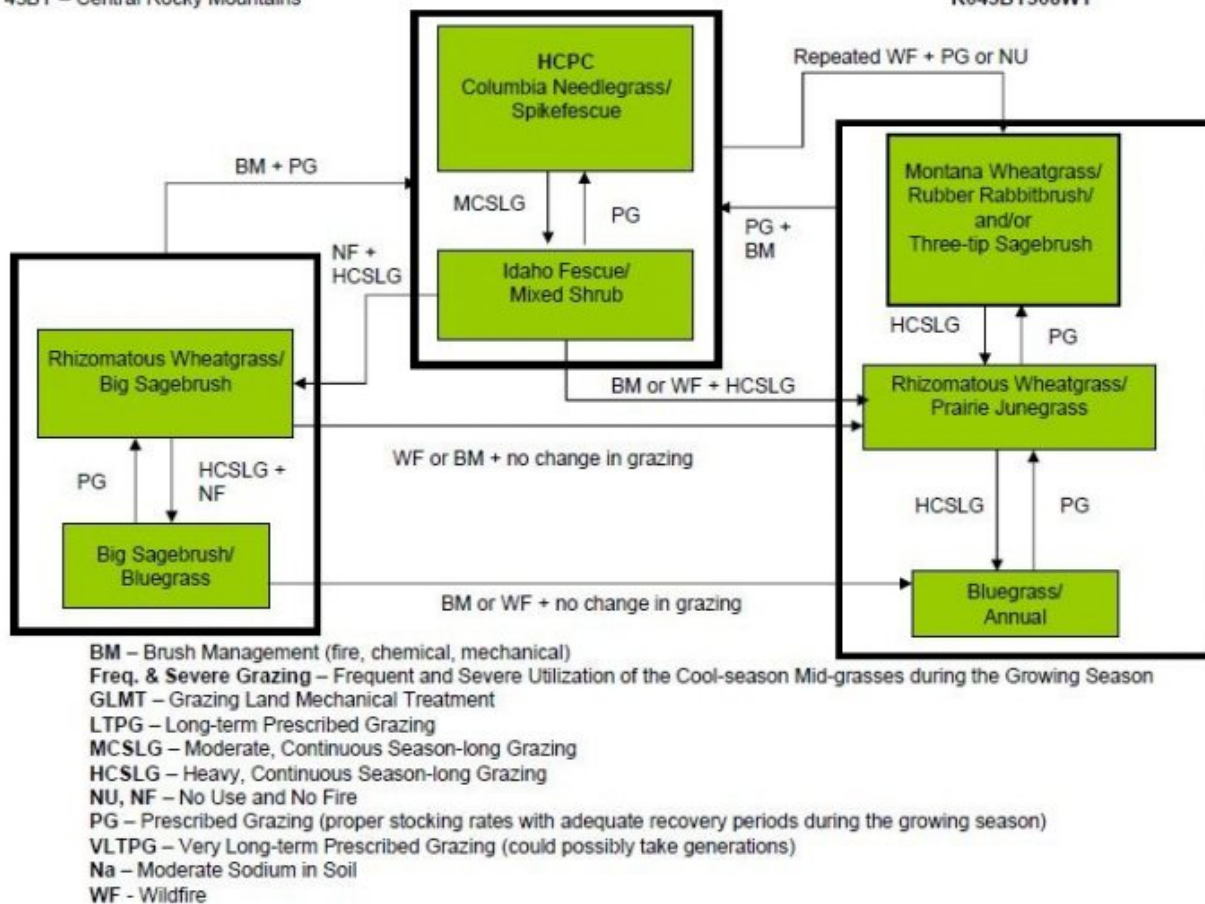 HCPC
Columbia Needlegrass/
Spikefescue
Repeated WF + PG or NU
BM + PG
Montana Wheatgrass/
Rubber Rabbitbrush/
and/or
Three-tip Sagebrush
MCSLG
PG
PG +
BM
NF +
HCSLG
Idaho Fescue/
Mixed Shrub
HCSLG
PG
Rhizomatous Wheatgrass/
Big Sagebrush
BM or WF + HCSLG
Rhizomatous Wheatgrass/
Prairie Junegrass
WF or BM + no change in grazing
PG
HCSLG +
NF
HCSLG
PG
Big Sagebrush/
Bluegrass
BM or WF + no change in grazing
Bluegrass/
Annual
BM – Brush Management (fire, chemical, mechanical)
Freq. & Severe Grazing – Frequent and Severe Utilization of the Cool-season Mid-grasses during the Growing Season
GLMT – Grazing Land Mechanical Treatment
LTPG – Long-term Prescribed Grazing
MCSLG – Moderate, Continuous Season-long Grazing
HCSLG – Heavy, Continuous Season-long Grazing
NU, NF – No Use and No Fire
PG – Prescribed Grazing (proper stocking rates with adequate recovery periods during the growing season)
VLTPG – Very Long-term Prescribed Grazing (could possibly take generations)
Na – Moderate Sodium in Soil
WF - Wildfire